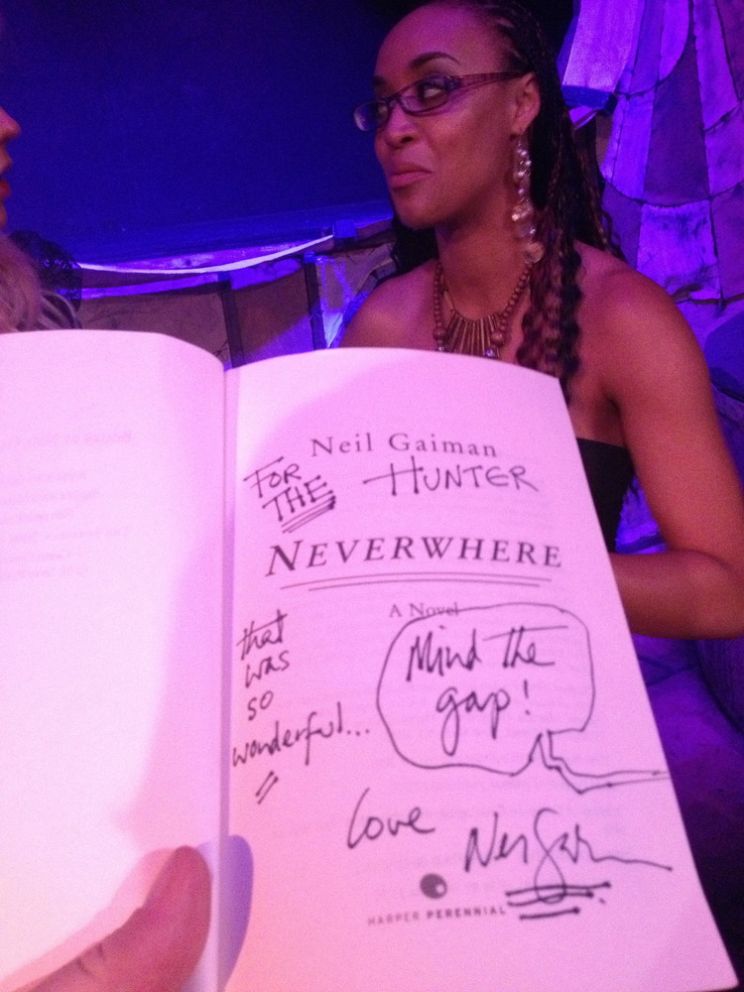 Neil Gaiman
FOR THE HUNTER
NEVERWHERE
A Novel
that
was
so
wonderful...
Mind The
gap!
love Neil Gaiman
HARPER PERENNIAL